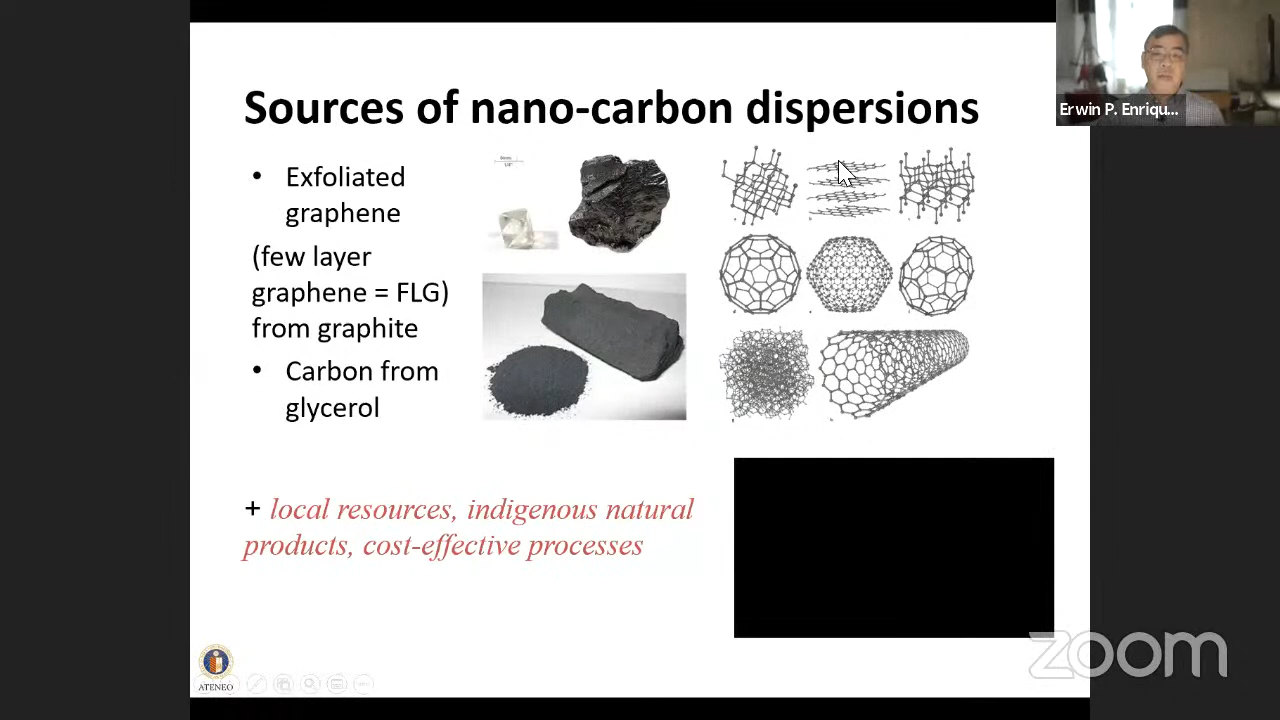 Sources of nano-carbon dispersions
Erwin P. Enriqu...
• Exfoliated
graphene
(few layer
graphene = FLG)
from graphite
• Carbon from
glycerol
+ local resources, indigenous natural
products, cost-effective processes
ATENEO
zoom